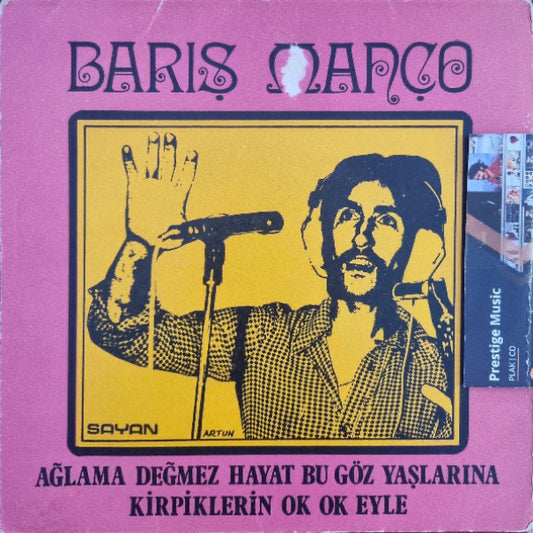 BARIŞ MANÇO
SAYAN
ARTUN
Prestige Music
PLAK | CD
AĞLAMA DEĞMEZ HAYAT BU GÖZ YAŞLARINA
KİRPİKLERİN OK OK EYLE